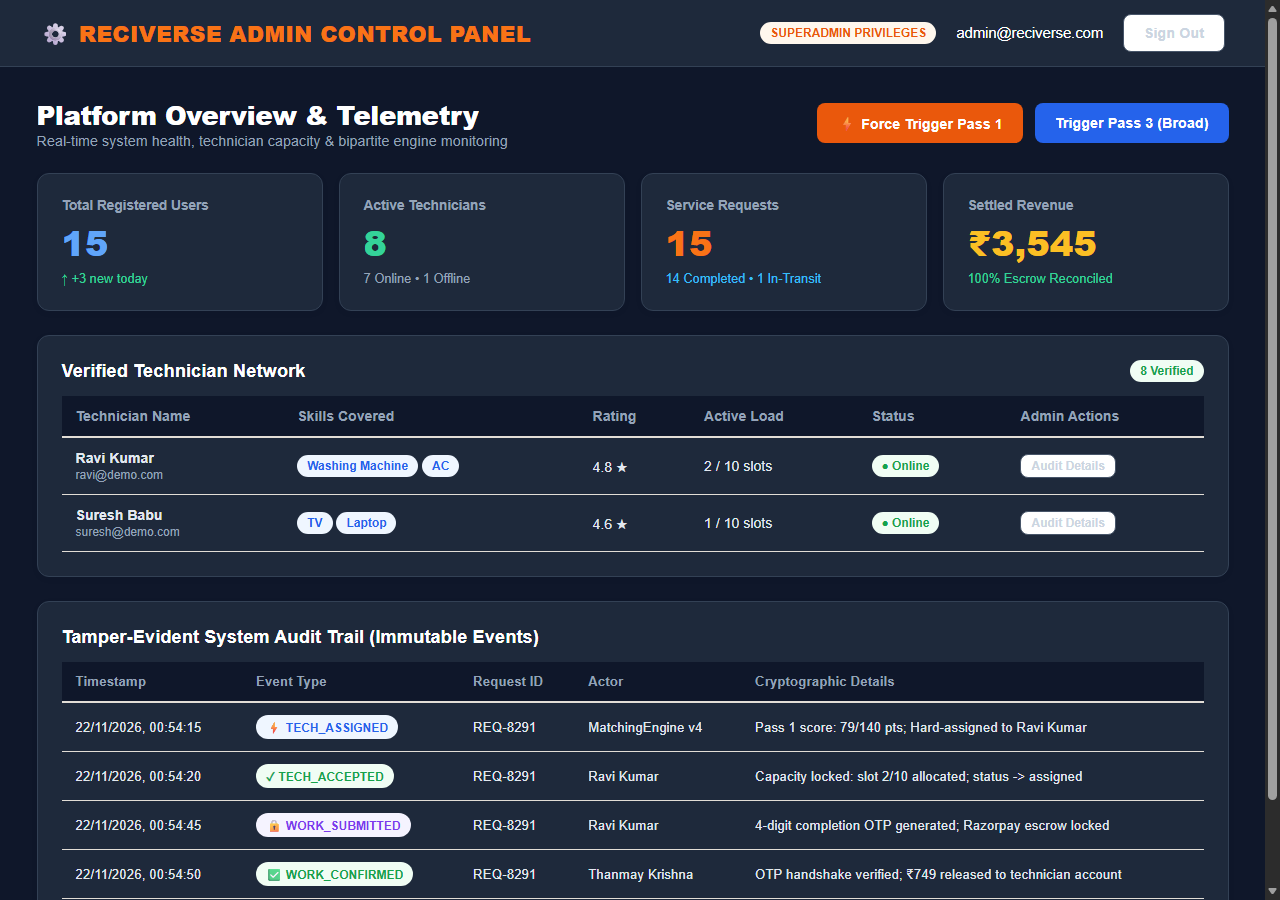 RECIVERSE ADMIN CONTROL PANEL
SUPERADMIN PRIVILEGES
admin@reciverse.com
Sign Out
Platform Overview & Telemetry
Real-time system health, technician capacity & bipartite engine monitoring
⚡ Force Trigger Pass 1
Trigger Pass 3 (Broad)
Total Registered Users
15
↑ +3 new today
Active Technicians
8
7 Online • 1 Offline
Service Requests
15
14 Completed • 1 In-Transit
Settled Revenue
₹3,545
100% Escrow Reconciled
Verified Technician Network
8 Verified
Technician Name Skills Covered Rating Active Load Status Admin Actions
Ravi Kumar
ravi@demo.com
Washing Machine AC 4.8 ★ 2 / 10 slots ● Online Audit Details
Suresh Babu
suresh@demo.com
TV Laptop 4.6 ★ 1 / 10 slots ● Online Audit Details
Tamper-Evident System Audit Trail (Immutable Events)
Timestamp Event Type Request ID Actor Cryptographic Details
22/11/2026, 00:54:15 ⚡ TECH_ASSIGNED REQ-8291 MatchingEngine v4 Pass 1 score: 79/140 pts; Hard-assigned to Ravi Kumar
22/11/2026, 00:54:20 ✓ TECH_ACCEPTED REQ-8291 Ravi Kumar Capacity locked: slot 2/10 allocated; status -> assigned
22/11/2026, 00:54:45 🔒 WORK_SUBMITTED REQ-8291 Ravi Kumar 4-digit completion OTP generated; Razorpay escrow locked
22/11/2026, 00:54:50 ✅ WORK_CONFIRMED REQ-8291 Thanmay Krishna OTP handshake verified; ₹749 released to technician account